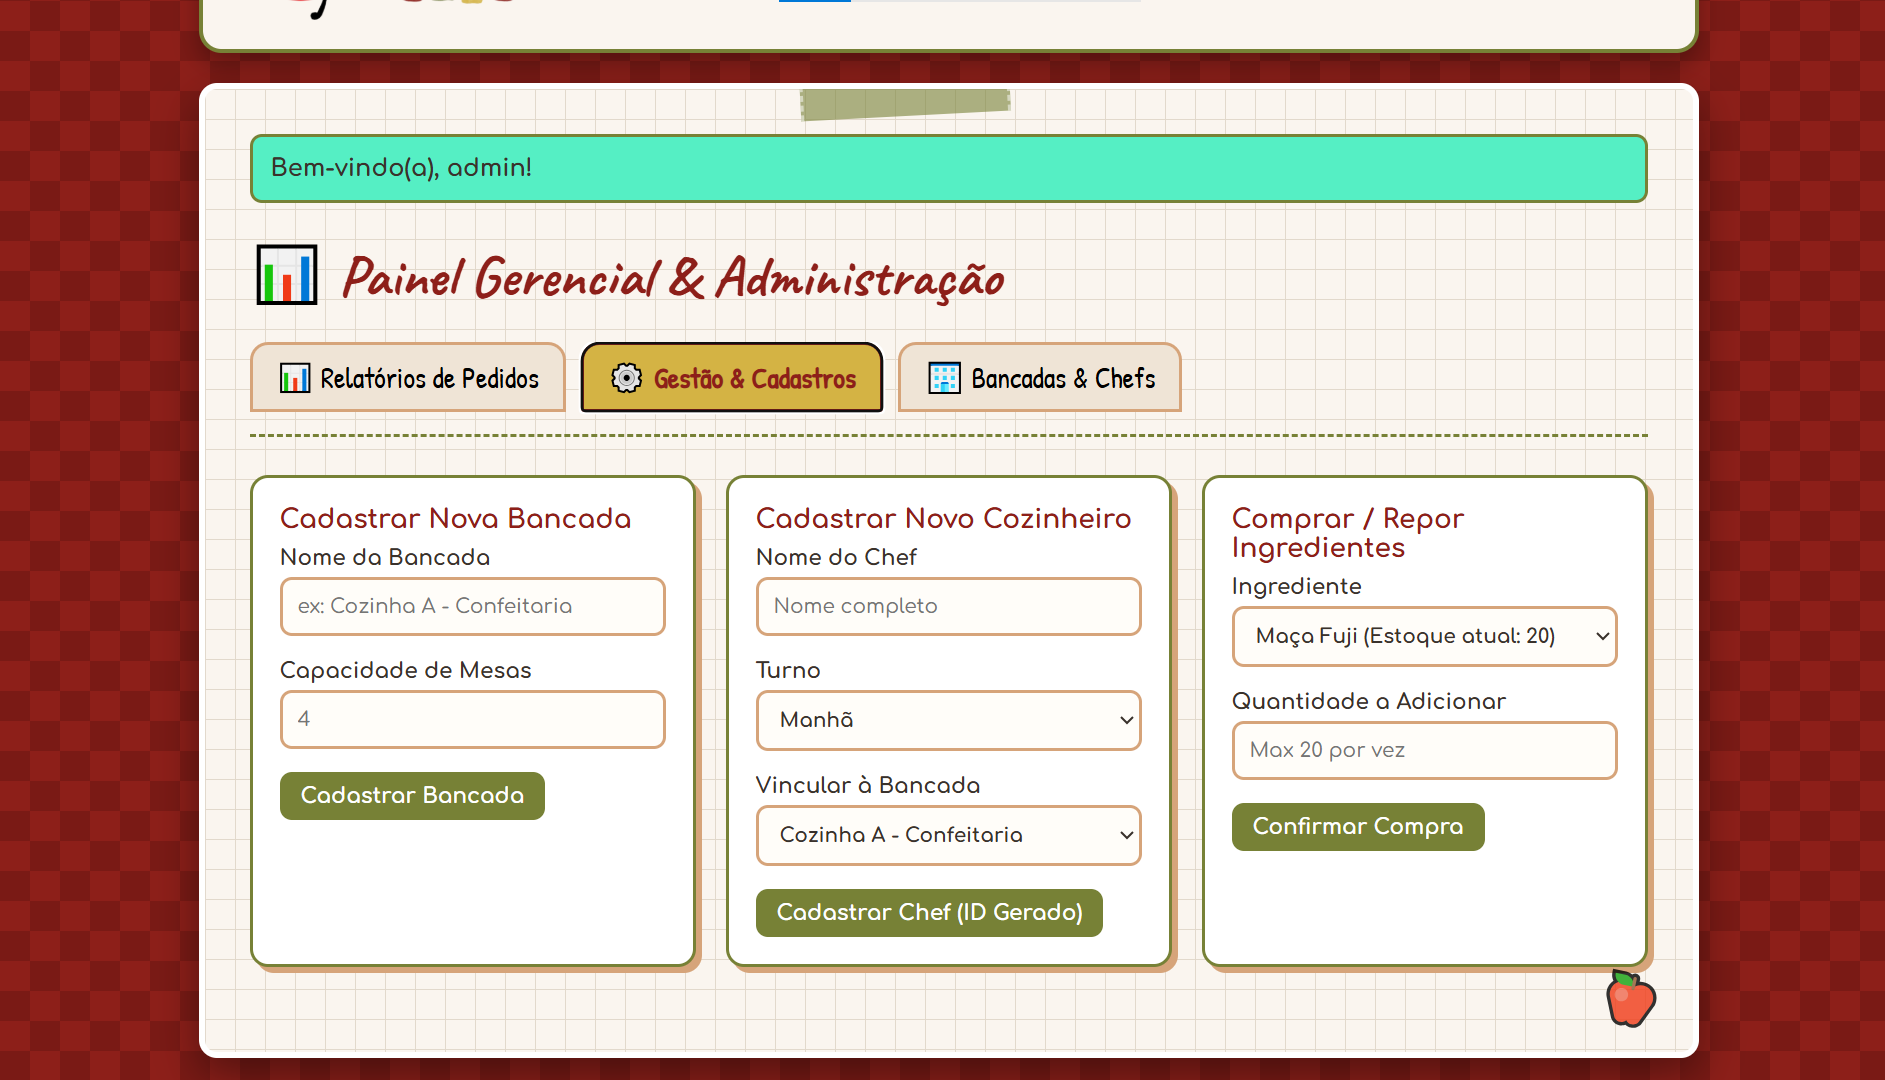 Bem-vindo(a), admin!
Painel Gerencial & Administração
Relatórios de Pedidos
Gestão & Cadastros
Bancadas & Chefs
Cadastrar Nova Bancada
Nome da Bancada
ex: Cozinha A - Confeitaria
Capacidade de Mesas
4
Cadastrar Bancada
Cadastrar Novo Cozinheiro
Nome do Chef
Nome completo
Turno
Manhã
Vincular à Bancada
Cozinha A - Confeitaria
Cadastrar Chef (ID Gerado)
Comprar / Repor
Ingredientes
Ingrediente
Maça Fuji (Estoque atual: 20)
Quantidade a Adicionar
Max 20 por vez
Confirmar Compra